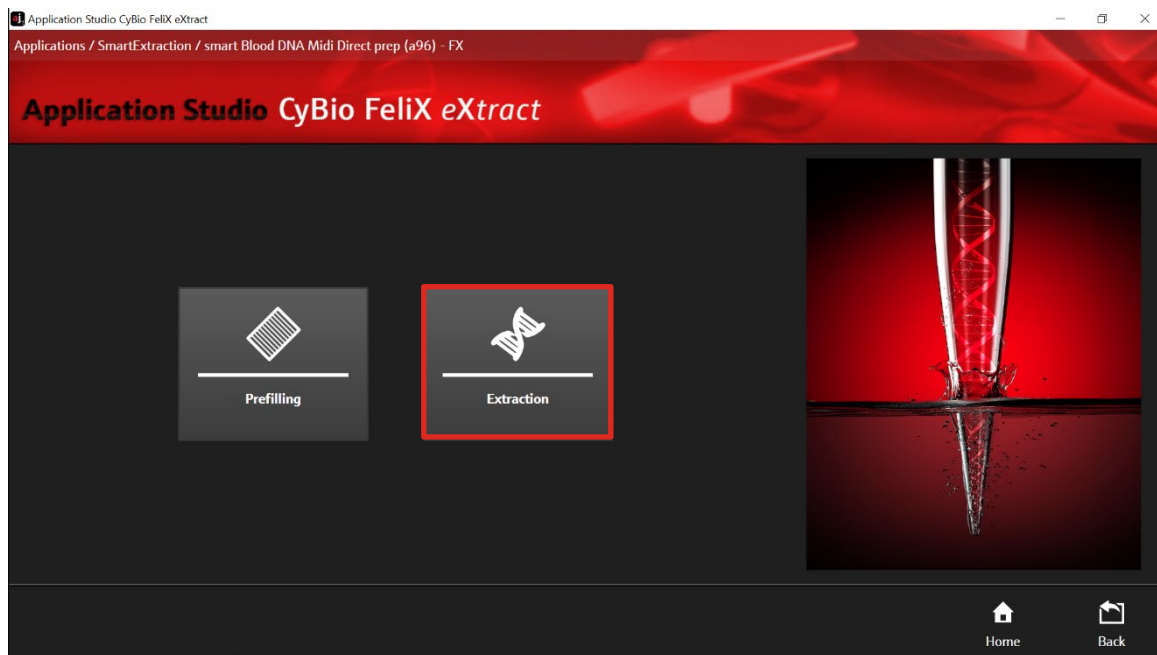 Application Studio CyBio FeliX eXtract
Applications / SmartExtraction / smart Blood DNA Midi Direct prep (a96) - FX
Application Studio CyBio FeliX eXtract
Prefilling
Extraction
Home
Back